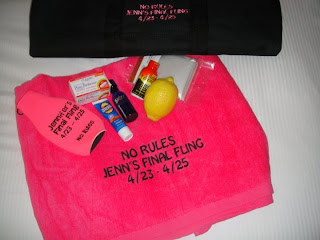 NO RULES
JENN'S FINAL FLING
4/23 - 4/25
Jennifer's
Final Fling
4/23 - 4/25
NO RULES
NO RULES
JENN'S FINAL FLING
4/23 - 4/25